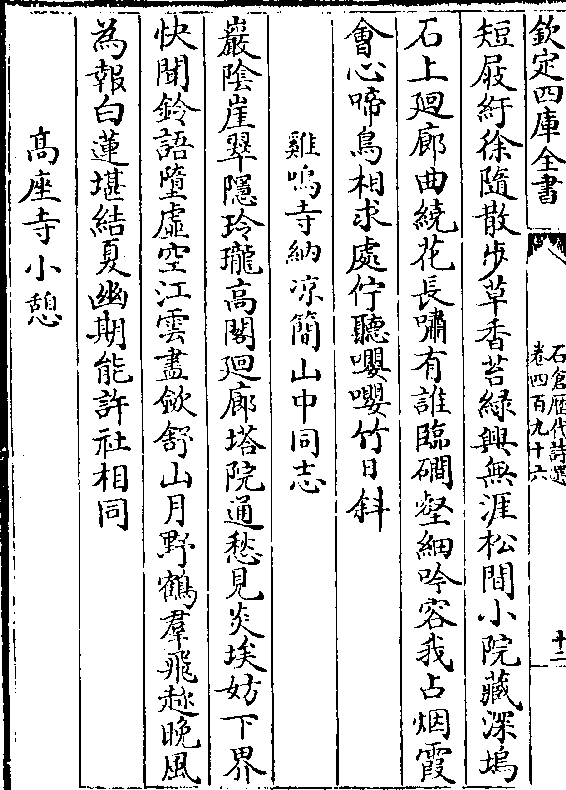 欽定四庫全書
石倉歷代詩選
卷四百九十六
十二
短屐紆徐隨散步草香苔綠興無涯松間小院藏深塢
石上廻廊曲繞花長嘯有誰臨磵壑細吟容我占烟霞
會心啼鳥相求處佇聽嚶嚶竹日斜
雞鳴寺納凉簡山中同志
巖陰崖翠隱玲瓏高閣廻廊塔院通愁見炎埃妨下界
快聞鈴語墮虛空江雲盡歛舒山月野鶴羣飛趂晚風
為報白蓮堪結夏幽期能許社相同
高座寺小憩